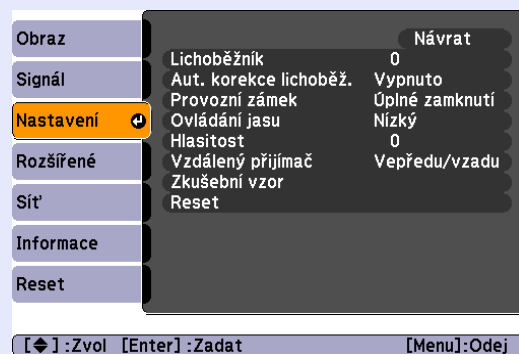 Obraz
Signál
Nastavení
Rozšířené
Síť
Informace
Reset
Návrat
Lichoběžník 0
Aut. korekce lichoběž. Vypnuto
Provozní zámek Úplné zamknutí
Ovládání jasu Nízký
Hlasitost 0
Vzdálený přijímač Vepředu/vzadu
Zkušební vzor
Reset
[ ] :Zvol [Enter] :Zadat [Menu]:Odej